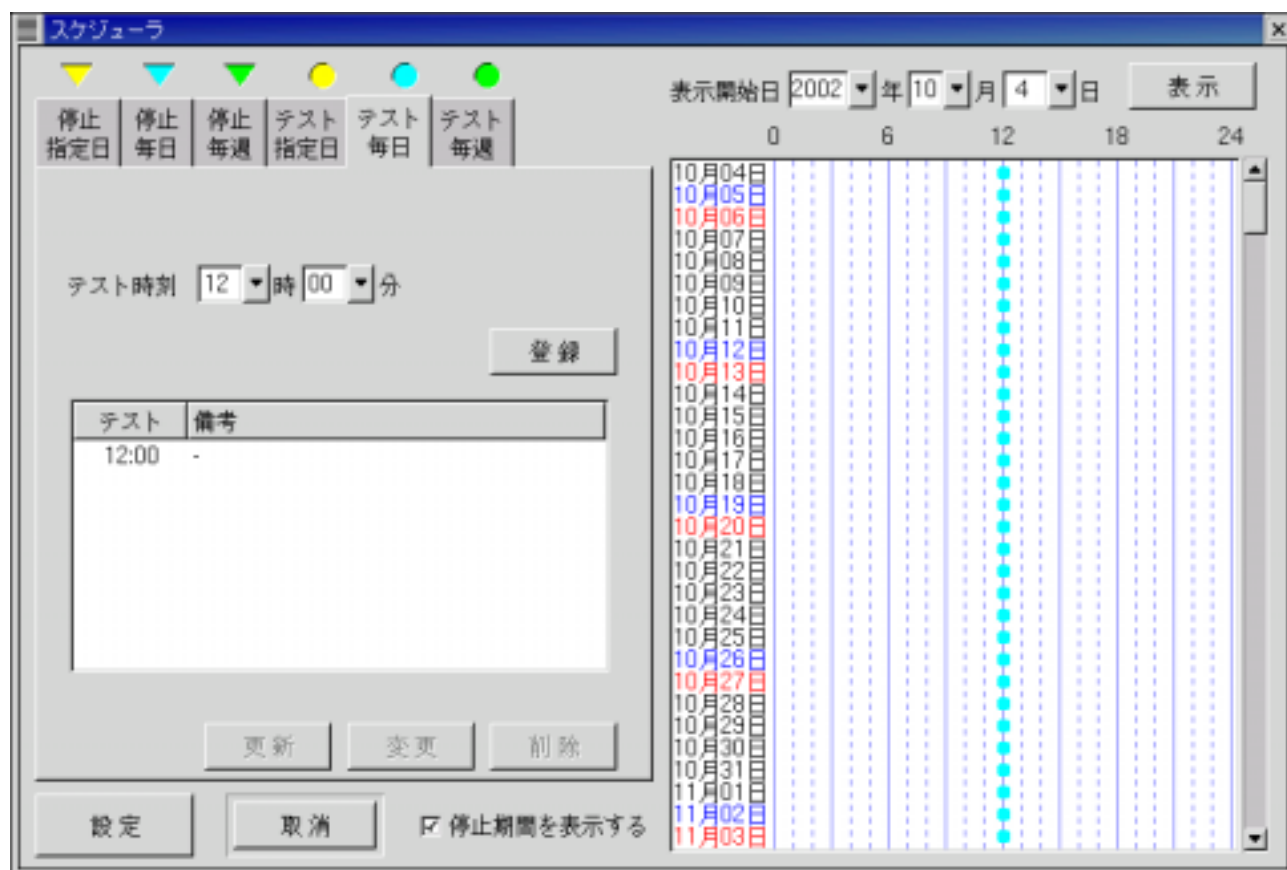 スケジューラ
停止
指定日
停止
毎日
停止
毎週
テスト
指定日
テスト
毎日
テスト
毎週
テスト時刻 12 時 00 分
登録
テスト 備考
12:00 -
更新 変更 削除
設定 取消 停止期間を表示する
表示開始日 2002 年 10 月 4 日 表示
0 6 12 18 24
10月04日
10月05日
10月06日
10月07日
10月08日
10月09日
10月10日
10月11日
10月12日
10月13日
10月14日
10月15日
10月16日
10月17日
10月18日
10月19日
10月20日
10月21日
10月22日
10月23日
10月24日
10月25日
10月26日
10月27日
10月28日
10月29日
10月30日
10月31日
11月01日
11月02日
11月03日